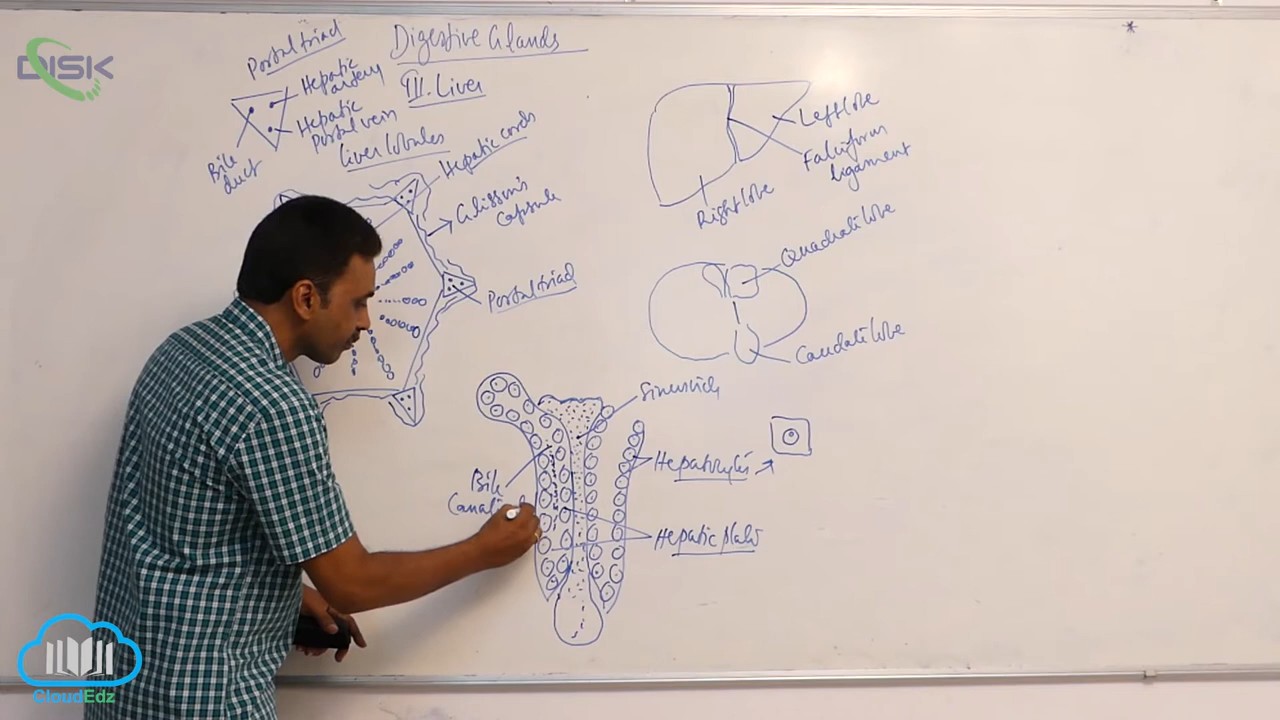 DISK
Digestive Glands
III. Liver
Portal triad
Hepatic
artery
Hepatic
Portal vein
Bile
duct
Liver lobules
Hepatic cords
Glisson's
Capsule
Portal triad
Left lobe
Falciform
ligament
Right lobe
Quadrate lobe
Caudate lobe
Sinusoids
Hepatocytes
Hepatic plates
Bile
CloudEdz